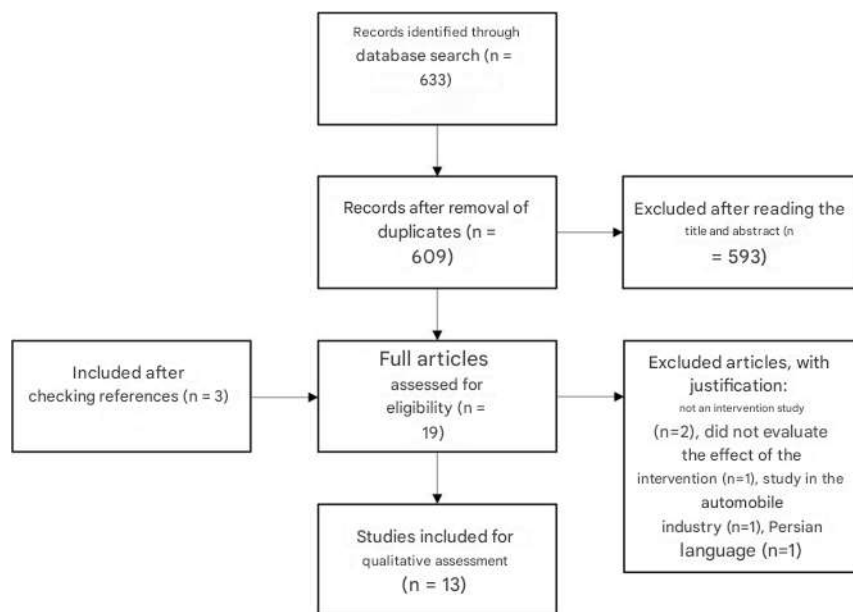 Records identified through
database search (n =
633)
Records after removal of
duplicates (n =
609)
Excluded after reading the
title and abstract (n
= 593)
Included after
checking references (n = 3)
Full articles
assessed for
eligibility (n =
19)
Excluded articles, with
justification:
not an intervention study
(n=2), did not evaluate
the effect of the
intervention (n=1), study in the
automobile
industry (n=1), Persian
language (n=1)
Studies included for
qualitative assessment
(n = 13)